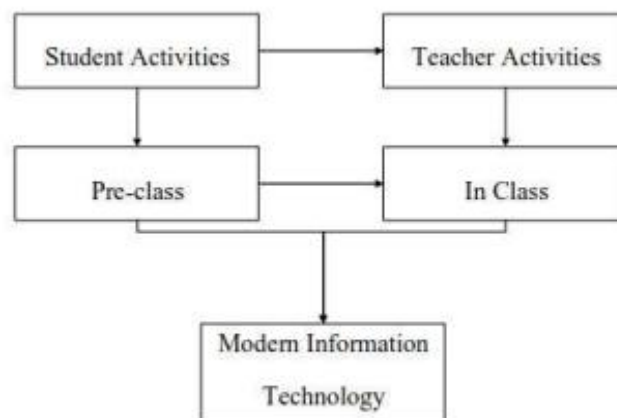 Student Activities
Teacher Activities
Pre-class
In Class
Modern Information
Technology